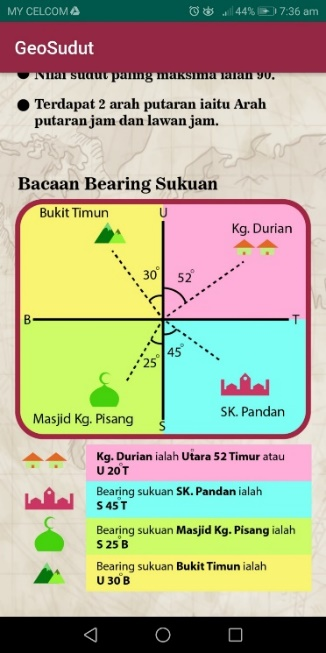 MY CELCOM 44% 7:36 am
GeoSudut
Nilai sudut paling maksima ialah 90.
Terdapat 2 arah putaran iaitu Arah
putaran jam dan lawan jam.
Bacaan Bearing Sukuan
Bukit Timun
U
Kg. Durian
30°
52°
B
T
25°
45°
Masjid Kg. Pisang
S
SK. Pandan
Kg. Durian ialah Utara 52° Timur atau
U 20°T
Bearing sukuan SK. Pandan ialah
S 45°T
Bearing sukuan Masjid Kg. Pisang ialah
S 25°B
Bearing sukuan Bukit Timun ialah
U 30°B